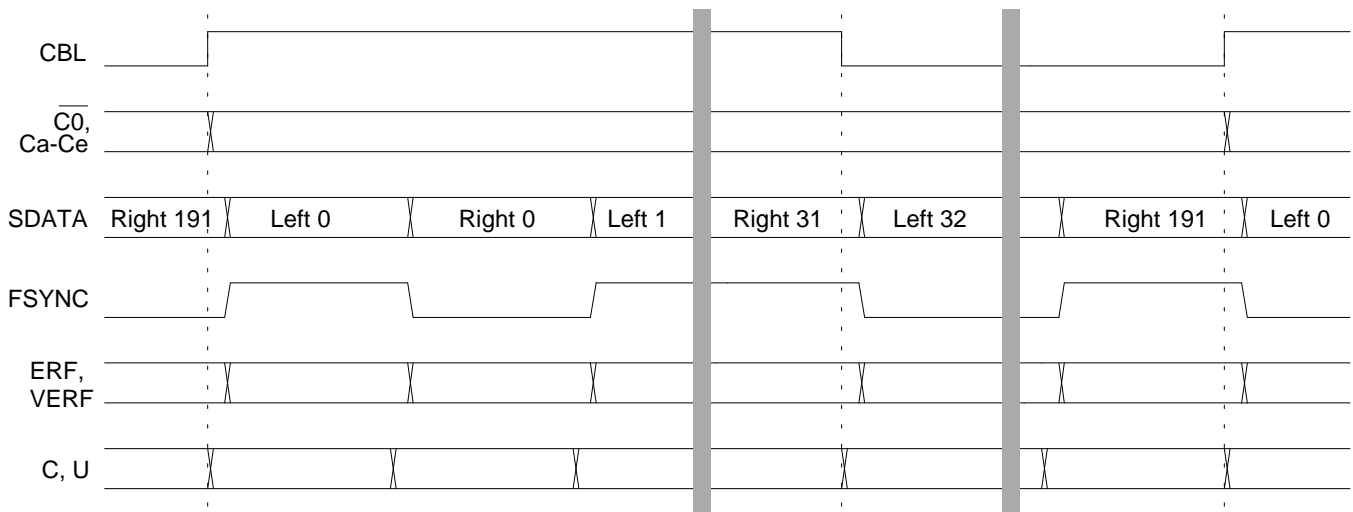 CBL
C0,
Ca-Ce
SDATA Right 191 Left 0 Right 0 Left 1 Right 31 Left 32 Right 191 Left 0
FSYNC
ERF,
VERF
C, U